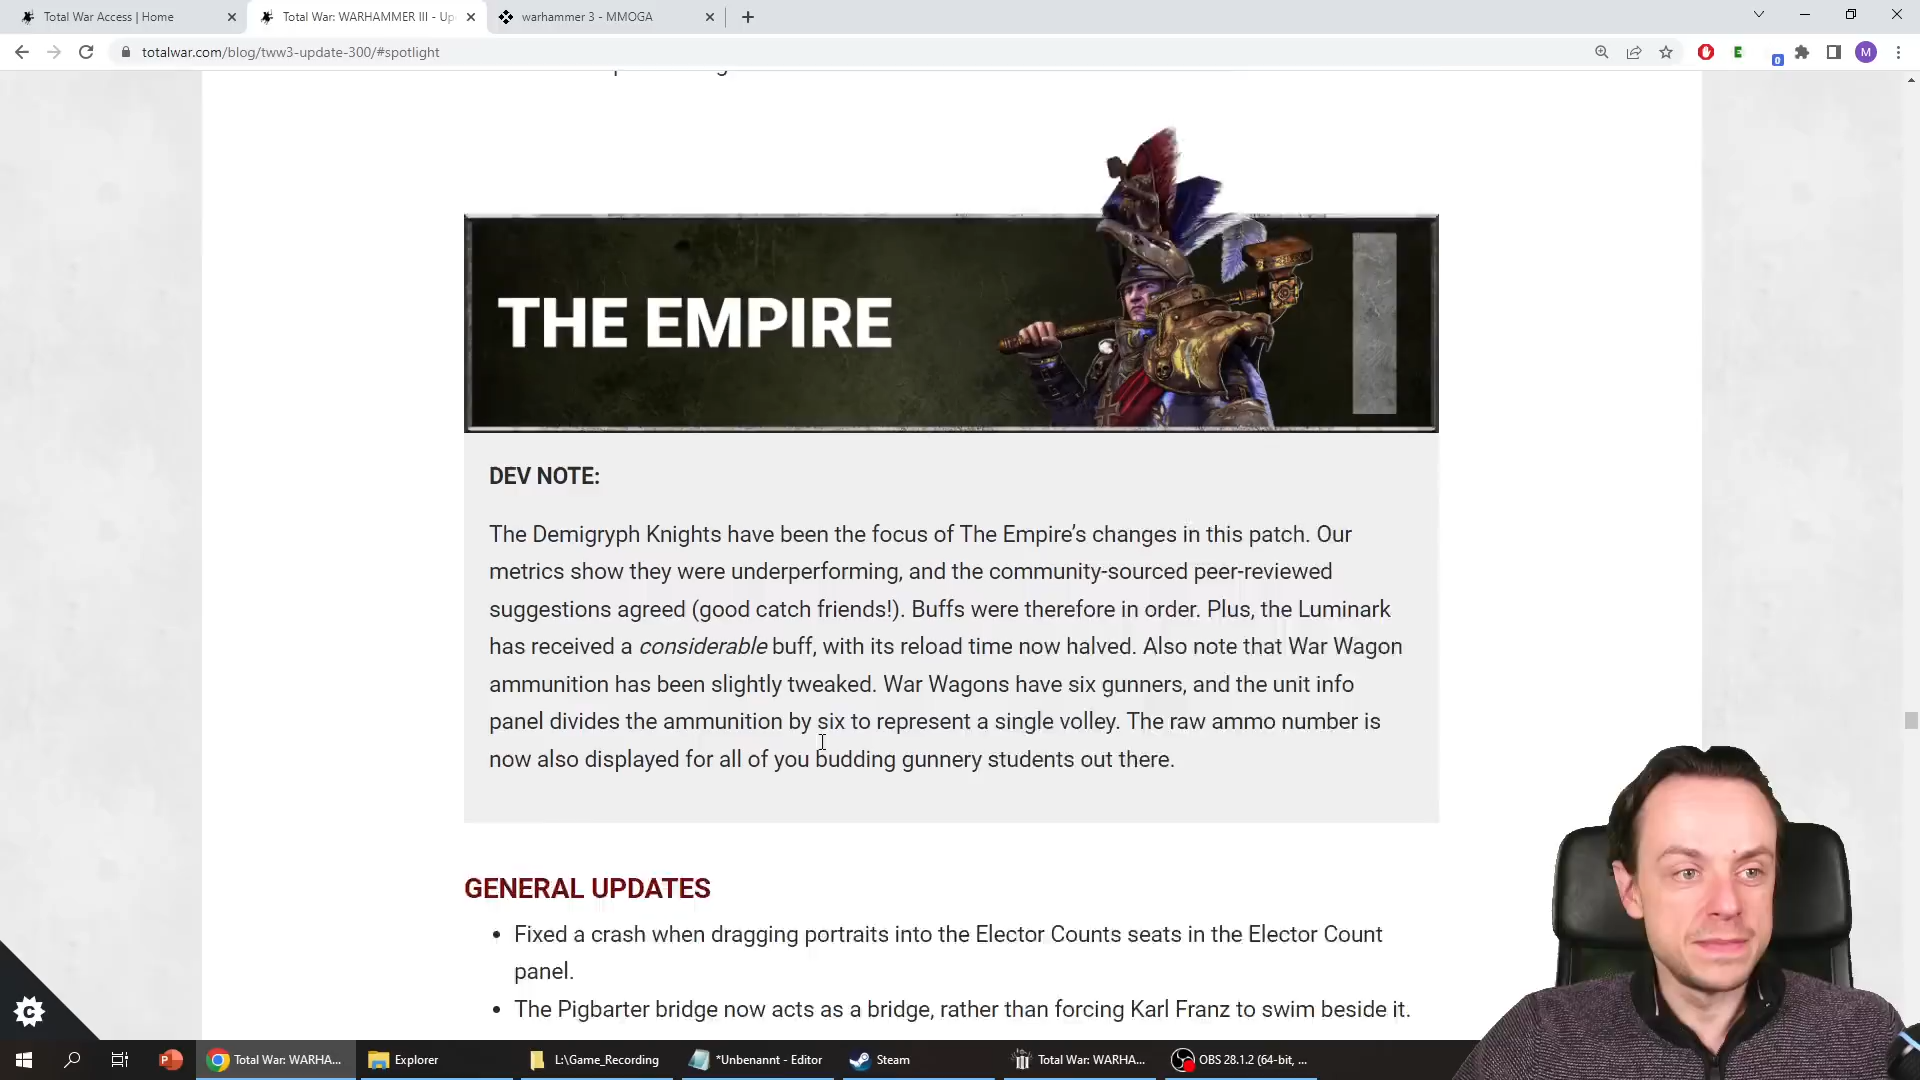 Total War Access | Home
Total War: WARHAMMER III - Up
warhammer 3 - MMOGA
totalwar.com/blog/tww3-update-300/#spotlight
0
M
THE EMPIRE
DEV NOTE:
The Demigryph Knights have been the focus of The Empire's changes in this patch. Our
metrics show they were underperforming, and the community-sourced peer-reviewed
suggestions agreed (good catch friends!). Buffs were therefore in order. Plus, the Luminark
has received a considerable buff, with its reload time now halved. Also note that War Wagon
ammunition has been slightly tweaked. War Wagons have six gunners, and the unit info
panel divides the ammunition by six to represent a single volley. The raw ammo number is
now also displayed for all of you budding gunnery students out there.
GENERAL UPDATES
• Fixed a crash when dragging portraits into the Elector Counts seats in the Elector Count
panel.
• The Pigbarter bridge now acts as a bridge, rather than forcing Karl Franz to swim beside it.
Total War: WARHA...
Explorer
L:\Game_Recording
*Unbenannt - Editor
Steam
Total War: WARHA...
OBS 28.1.2 (64-bit, ...